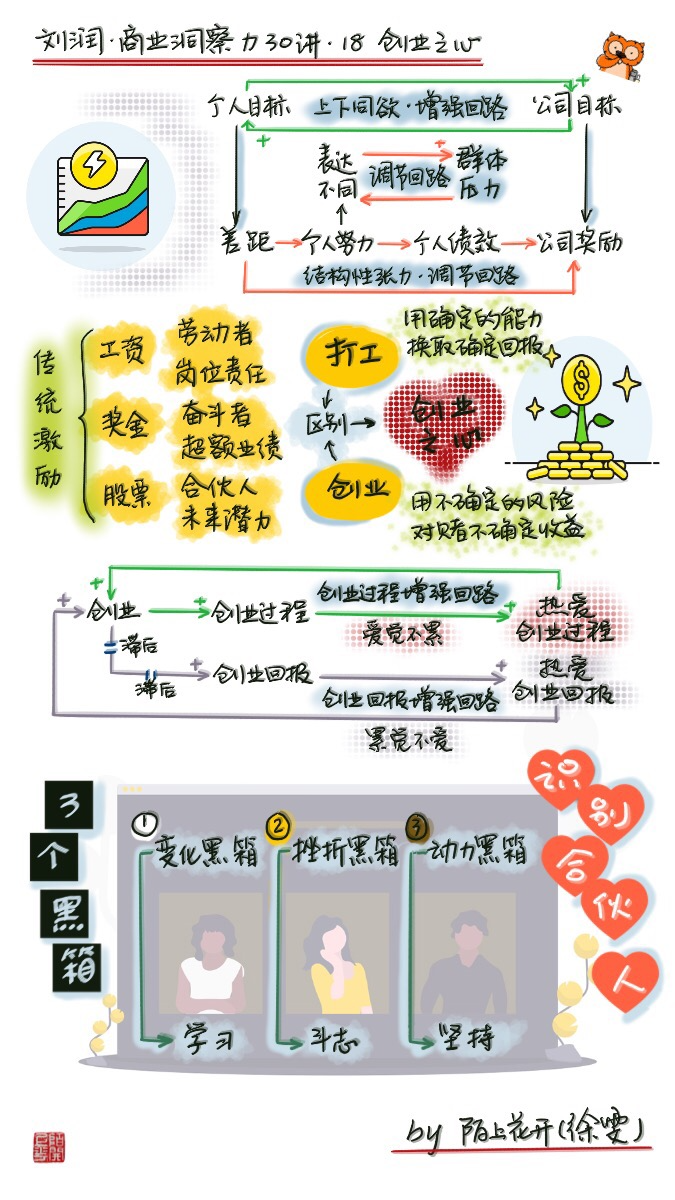 刘润·商业洞察力30讲·18 创业之心
个人目标 上下同欲·增强回路 公司目标
+
+
表达 + 群体
不同 调节回路 压力
差距 个人努力 个人绩效 公司奖励
结构性张力·调节回路
传统激励
工资 劳动者
岗位责任
奖金 奋斗者
超额业绩
股票 合伙人
未来潜力
打工
区别
创业
创业
之心
用确定的能力
换取确定回报
$
用不确定的风险
对赌不确定收益
+ + 创业 + 创业过程 创业过程增强回路 + 热爱
创业过程
爱觉不累
滞后
滞后 + 创业回报 + 热爱
创业回报
创业回报增强回路
累觉不爱
3个黑箱
1 变化黑箱
学习
2 挫折黑箱
斗志
3 动力黑箱
坚持
识别合伙人
by 陌上花开(徐雯)